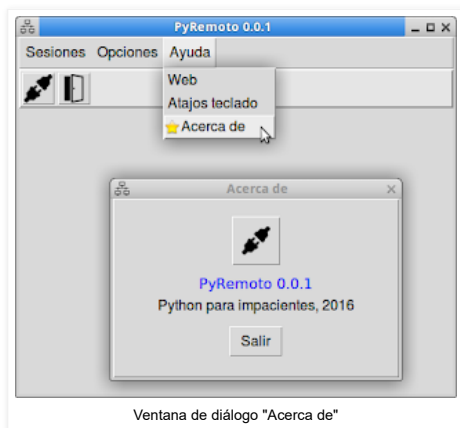 PyRemoto 0.0.1
Sesiones Opciones Ayuda
Web
Atajos teclado
Acerca de
Acerca de
PyRemoto 0.0.1
Python para impacientes, 2016
Salir
Ventana de diálogo "Acerca de"